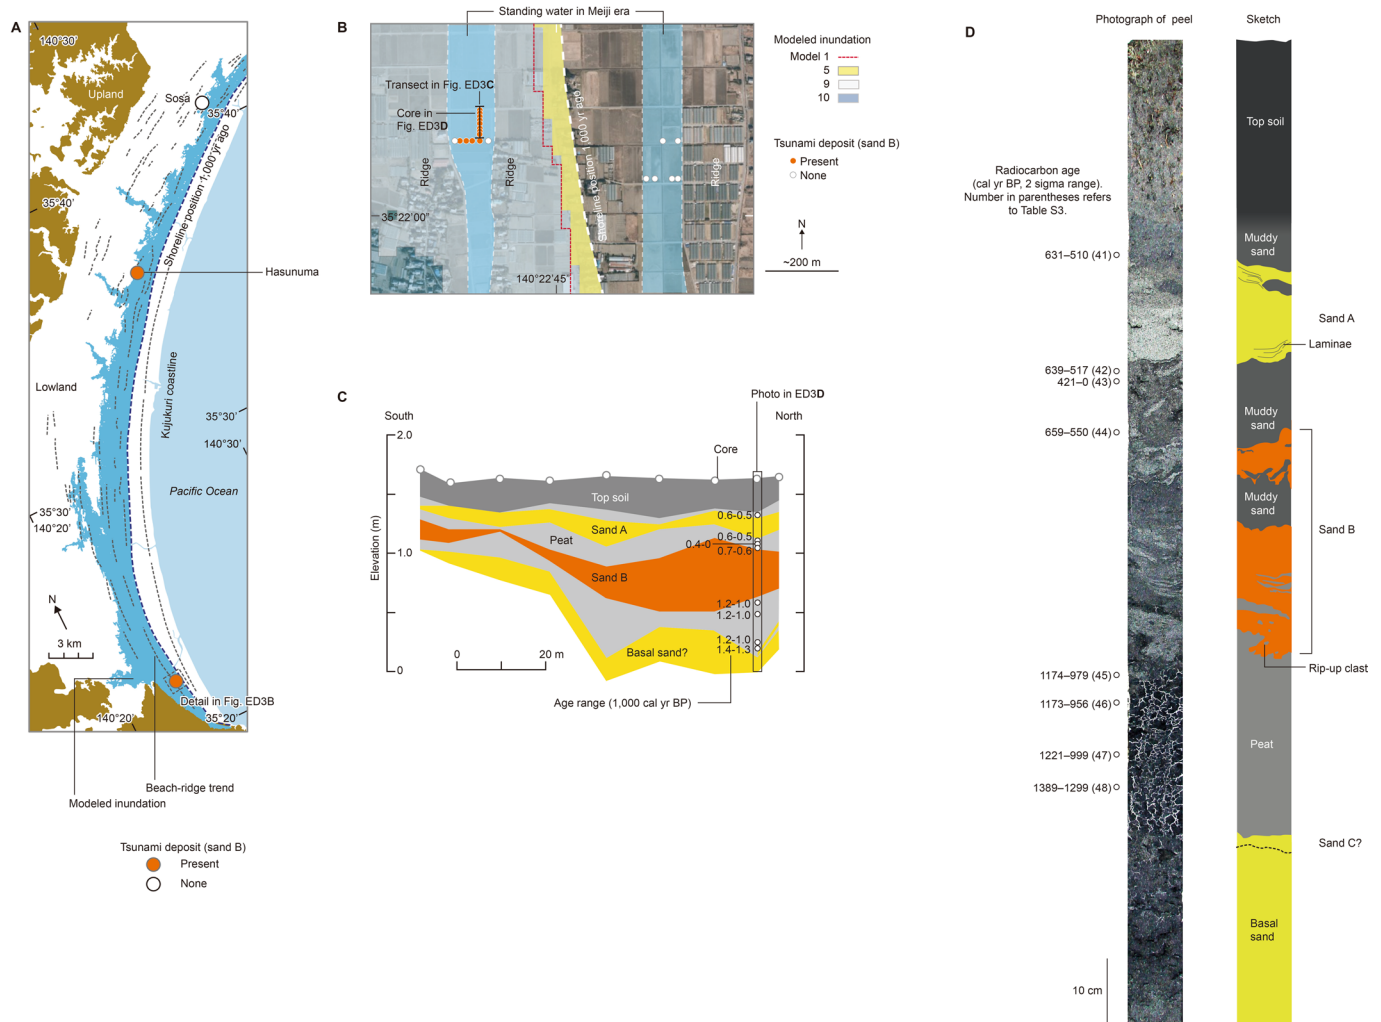 A
140°30'
Upland
Sosa
35°40'
Shoreline position 1,000 yr ago
35°40'
Hasunuma
Lowland
Kujukuri coastline
35°30'
140°30'
Pacific Ocean
35°30'
140°20'
N
3 km
Detail in Fig. ED3B
140°20'
35°20'
Beach-ridge trend
Modeled inundation
Tsunami deposit (sand B)
Present
None
B
Standing water in Meiji era
Transect in Fig. ED3C
Core in
Fig. ED3D
Ridge
Ridge
Shoreline position 1,000 yr ago
Ridge
35°22'00"
140°22'45"
Modeled inundation
Model 1
5
9
10
Tsunami deposit (sand B)
Present
None
N
~200 m
C
Photo in ED3D
South
North
Core
2.0
1.0
0
Elevation (m)
Top soil
Sand A
Peat
Sand B
Basal sand?
0.6-0.5
0.6-0.5
0.4-0
0.7-0.6
1.2-1.0
1.2-1.0
1.2-1.0
1.4-1.3
0
20 m
Age range (1,000 cal yr BP)
D
Photograph of peel
Sketch
Radiocarbon age
(cal yr BP, 2 sigma range).
Number in parentheses refers
to Table S3.
631–510 (41)
639–517 (42)
421–0 (43)
659–550 (44)
1174–979 (45)
1173–956 (46)
1221–999 (47)
1389–1299 (48)
10 cm
Top soil
Muddy
sand
Sand A
Laminae
Muddy
sand
Muddy
sand
Sand B
Rip-up clast
Peat
Sand C?
Basal
sand